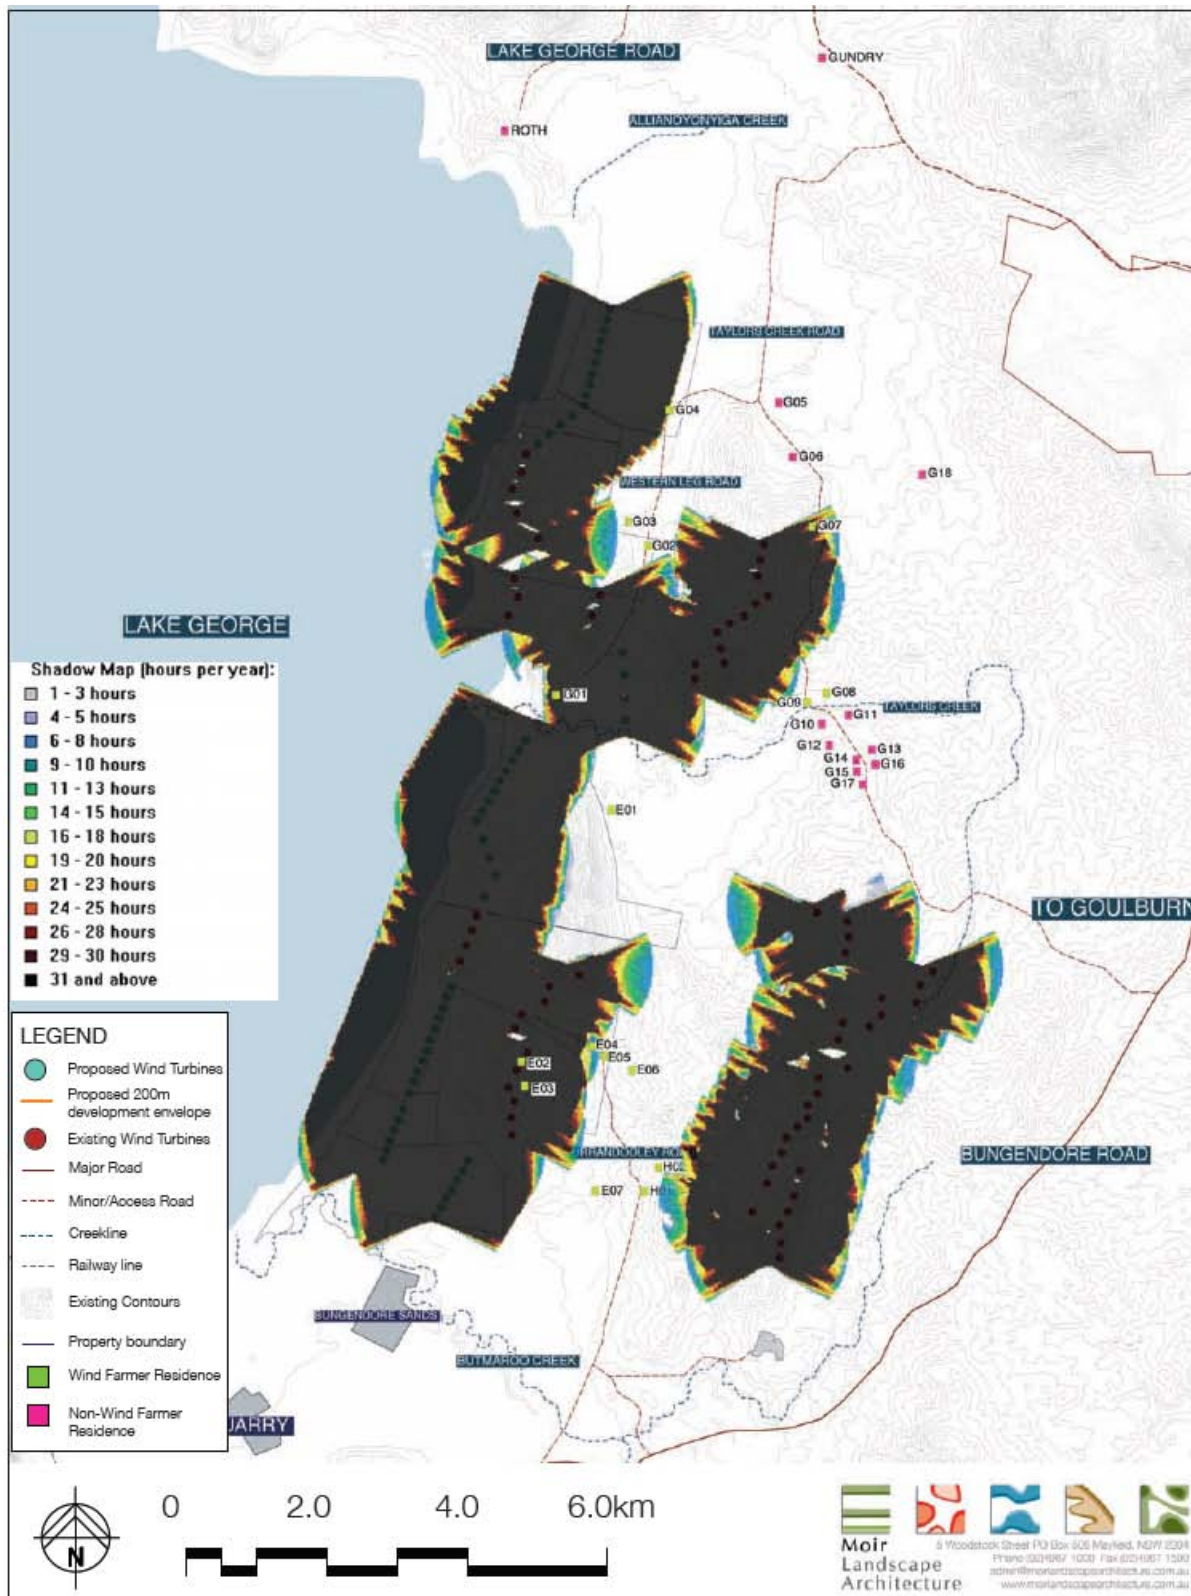 LAKE GEORGE ROAD
GUNDRY
ALLIANOYONYIGA CREEK
ROTH
TAYLORS CREEK ROAD
G04
G05
G06
G18
WESTERN LEG ROAD
G03
G07
G02
LAKE GEORGE
Shadow Map (hours per year):
1 - 3 hours
4 - 5 hours
6 - 8 hours
9 - 10 hours
11 - 13 hours
14 - 15 hours
16 - 18 hours
19 - 20 hours
21 - 23 hours
24 - 25 hours
26 - 28 hours
29 - 30 hours
31 and above
G01
G08
G09
TAYLORS CREEK
G11
G10
G12
G13
G14
G16
G15
G17
E01
TO GOULBURN
E04
E05
E02
E06
E03
BUNGENDORE ROAD
E07
LEGEND
Proposed Wind Turbines
Proposed 200m
development envelope
Existing Wind Turbines
Major Road
Minor/Access Road
Creekline
Railway line
Existing Contours
Property boundary
Wind Farmer Residence
Non-Wind Farmer
Residence
BUNGENDORE SANDS
BUTMAROO CREEK
N
0 2.0 4.0 6.0km
Moir
Landscape
Architecture
www.moirlandscapearchitecture.com.au